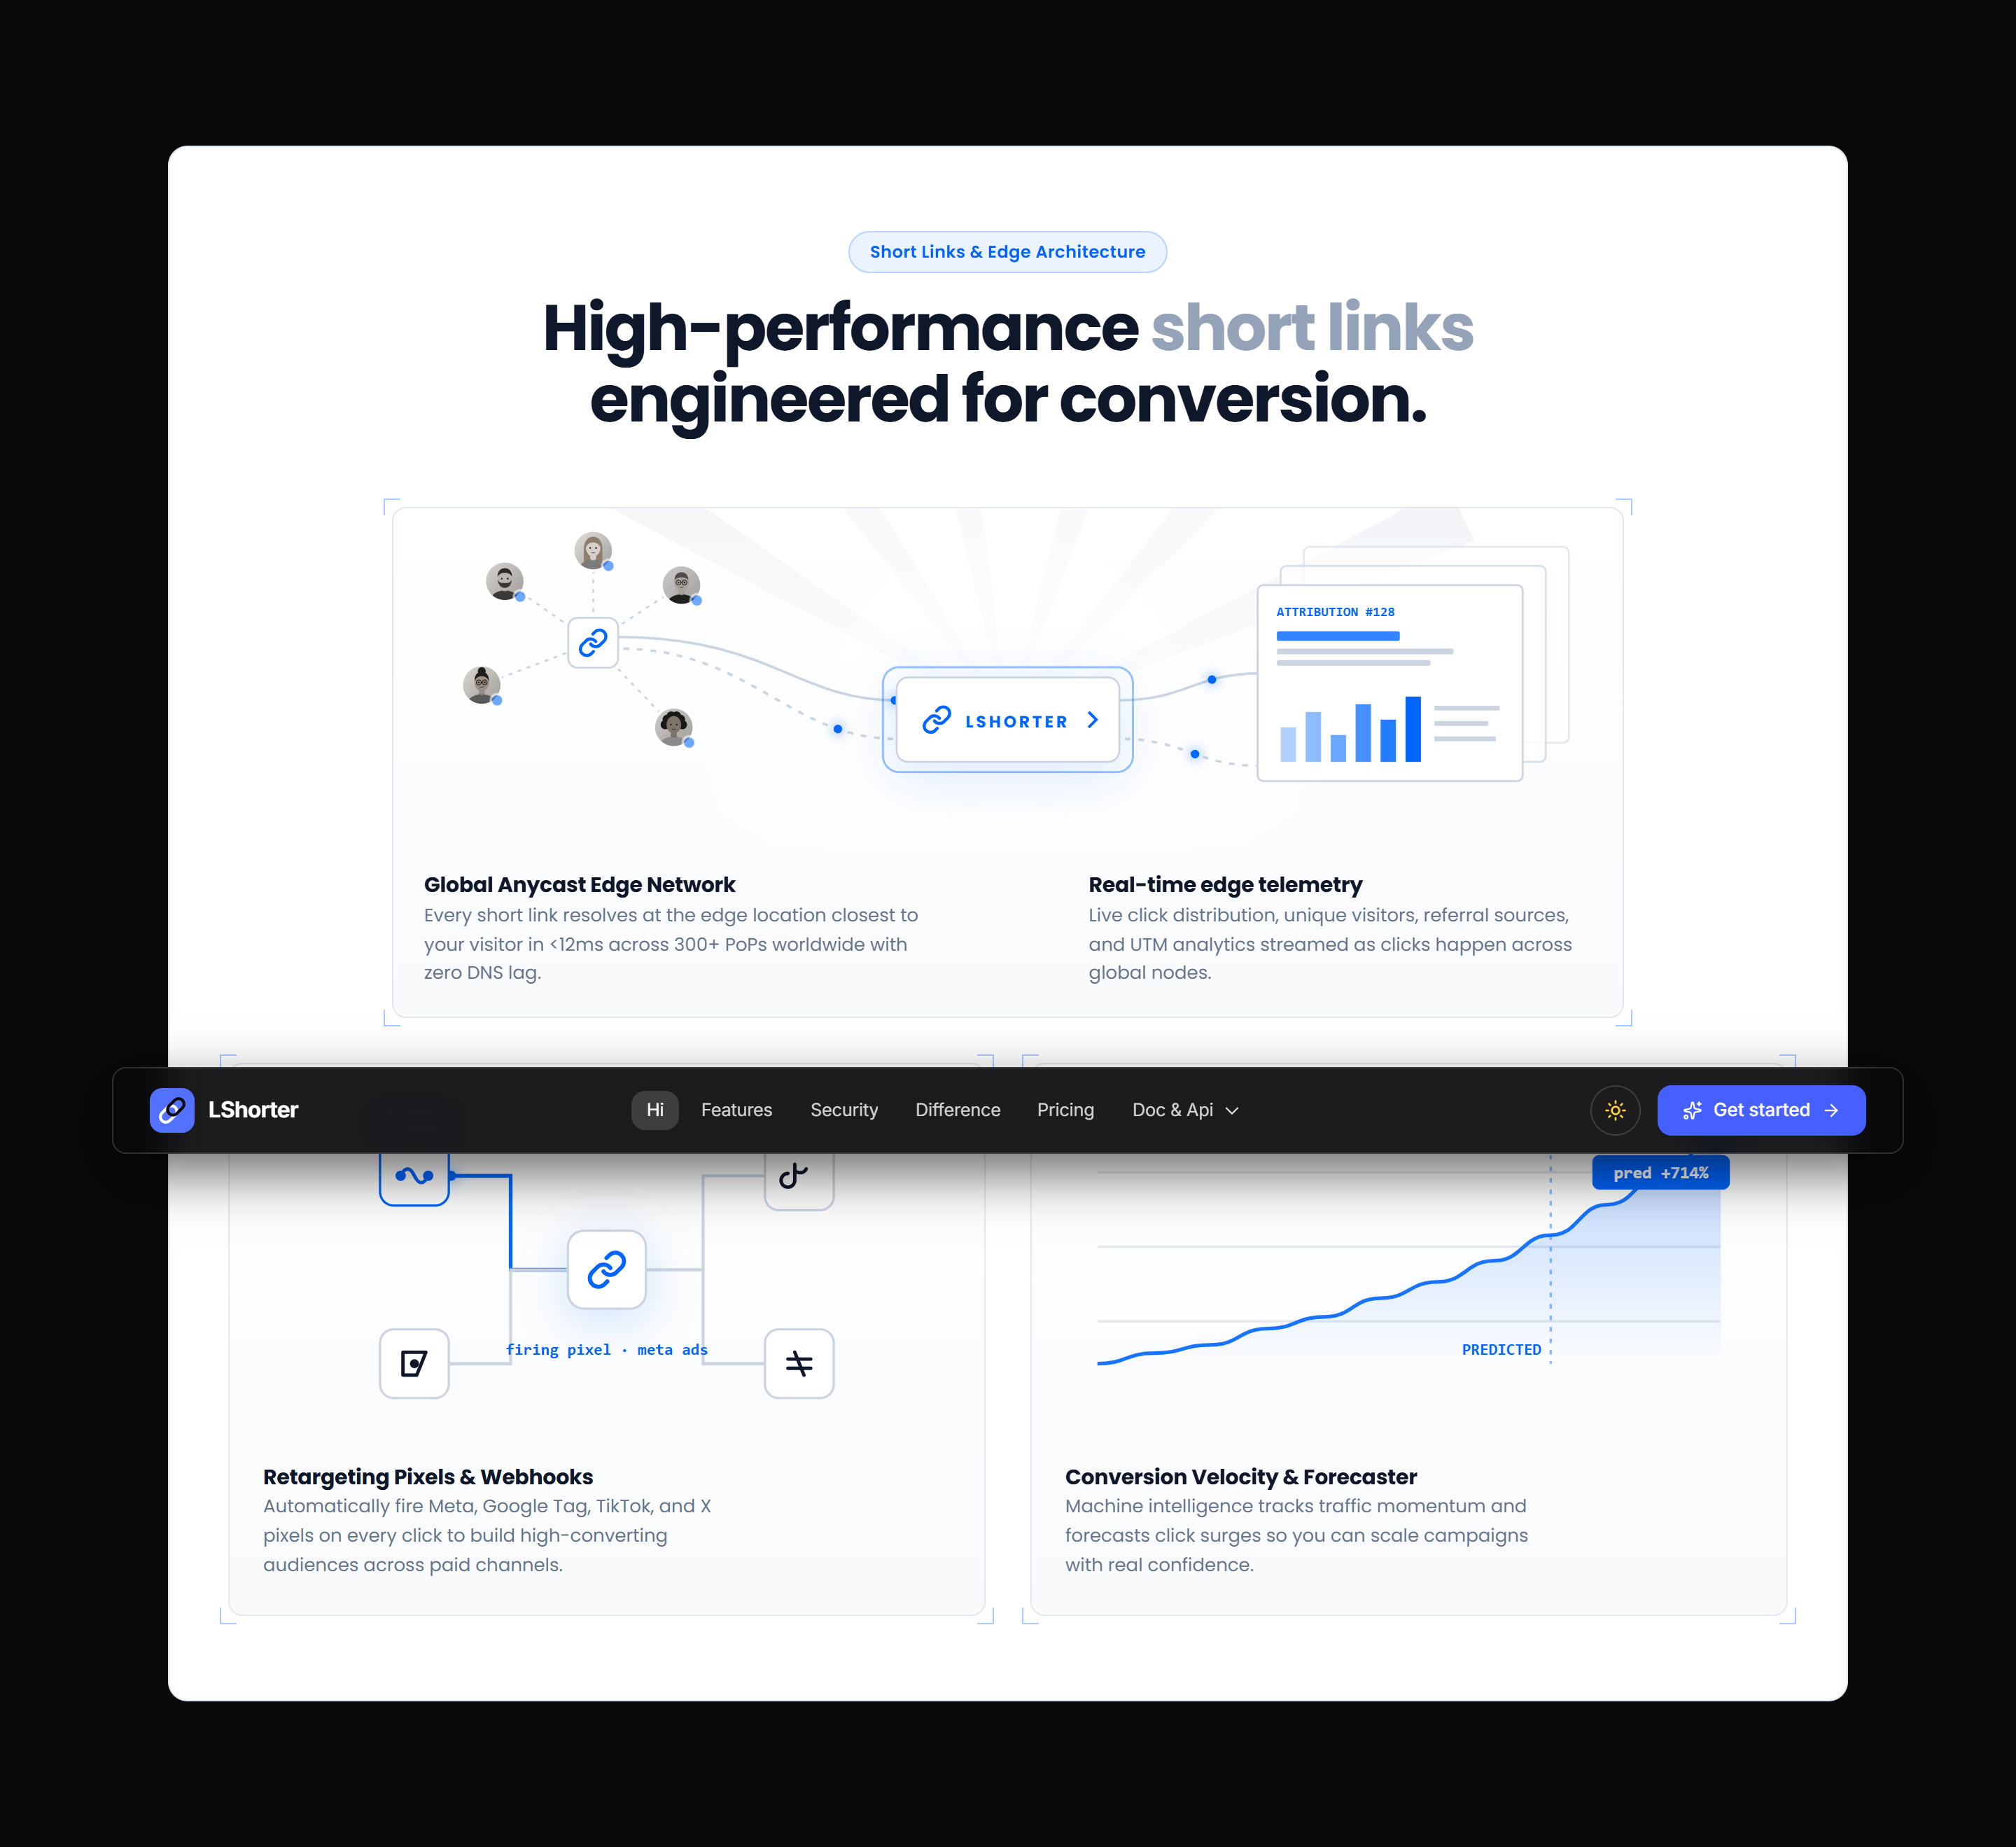 Short Links & Edge Architecture
High-performance short links
engineered for conversion.
ATTRIBUTION #128
LSHORTER
Global Anycast Edge Network
Every short link resolves at the edge location closest to
your visitor in <12ms across 300+ PoPs worldwide with
zero DNS lag.
Real-time edge telemetry
Live click distribution, unique visitors, referral sources,
and UTM analytics streamed as clicks happen across
global nodes.
LShorter
Hi
Features
Security
Difference
Pricing
Doc & Api
Get started
firing pixel · meta ads
pred +714%
PREDICTED
Retargeting Pixels & Webhooks
Automatically fire Meta, Google Tag, TikTok, and X
pixels on every click to build high-converting
audiences across paid channels.
Conversion Velocity & Forecaster
Machine intelligence tracks traffic momentum and
forecasts click surges so you can scale campaigns
with real confidence.